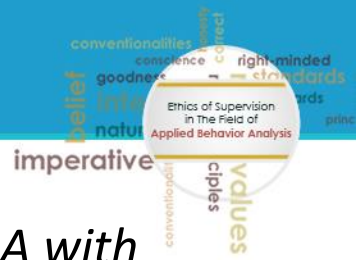 conventionalities
honesty
correct
conscience
right-minded
goodness
standards
belief
Ethics of Supervision
in The Field of
Applied Behavior Analysis
imperative
ciples
values
A with